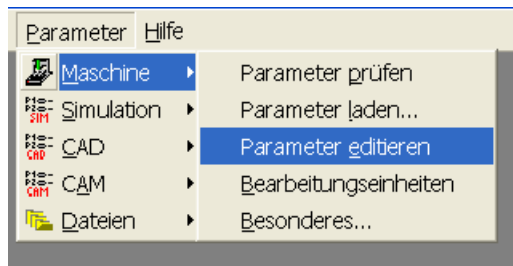 Parameter Hilfe
Maschine Parameter prüfen
Simulation Parameter laden...
CAD Parameter editieren
CAM Bearbeitungseinheiten
Dateien Besonderes...